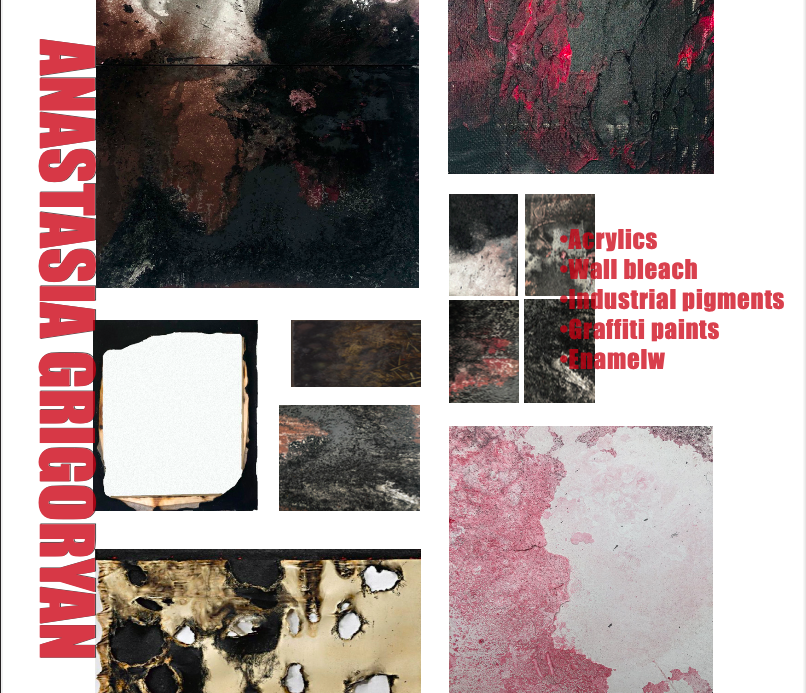 ANASTASIA GRIGORYAN
•Acrylics
•Wall bleach
•Industrial pigments
•Graffiti paints
•Enamelw